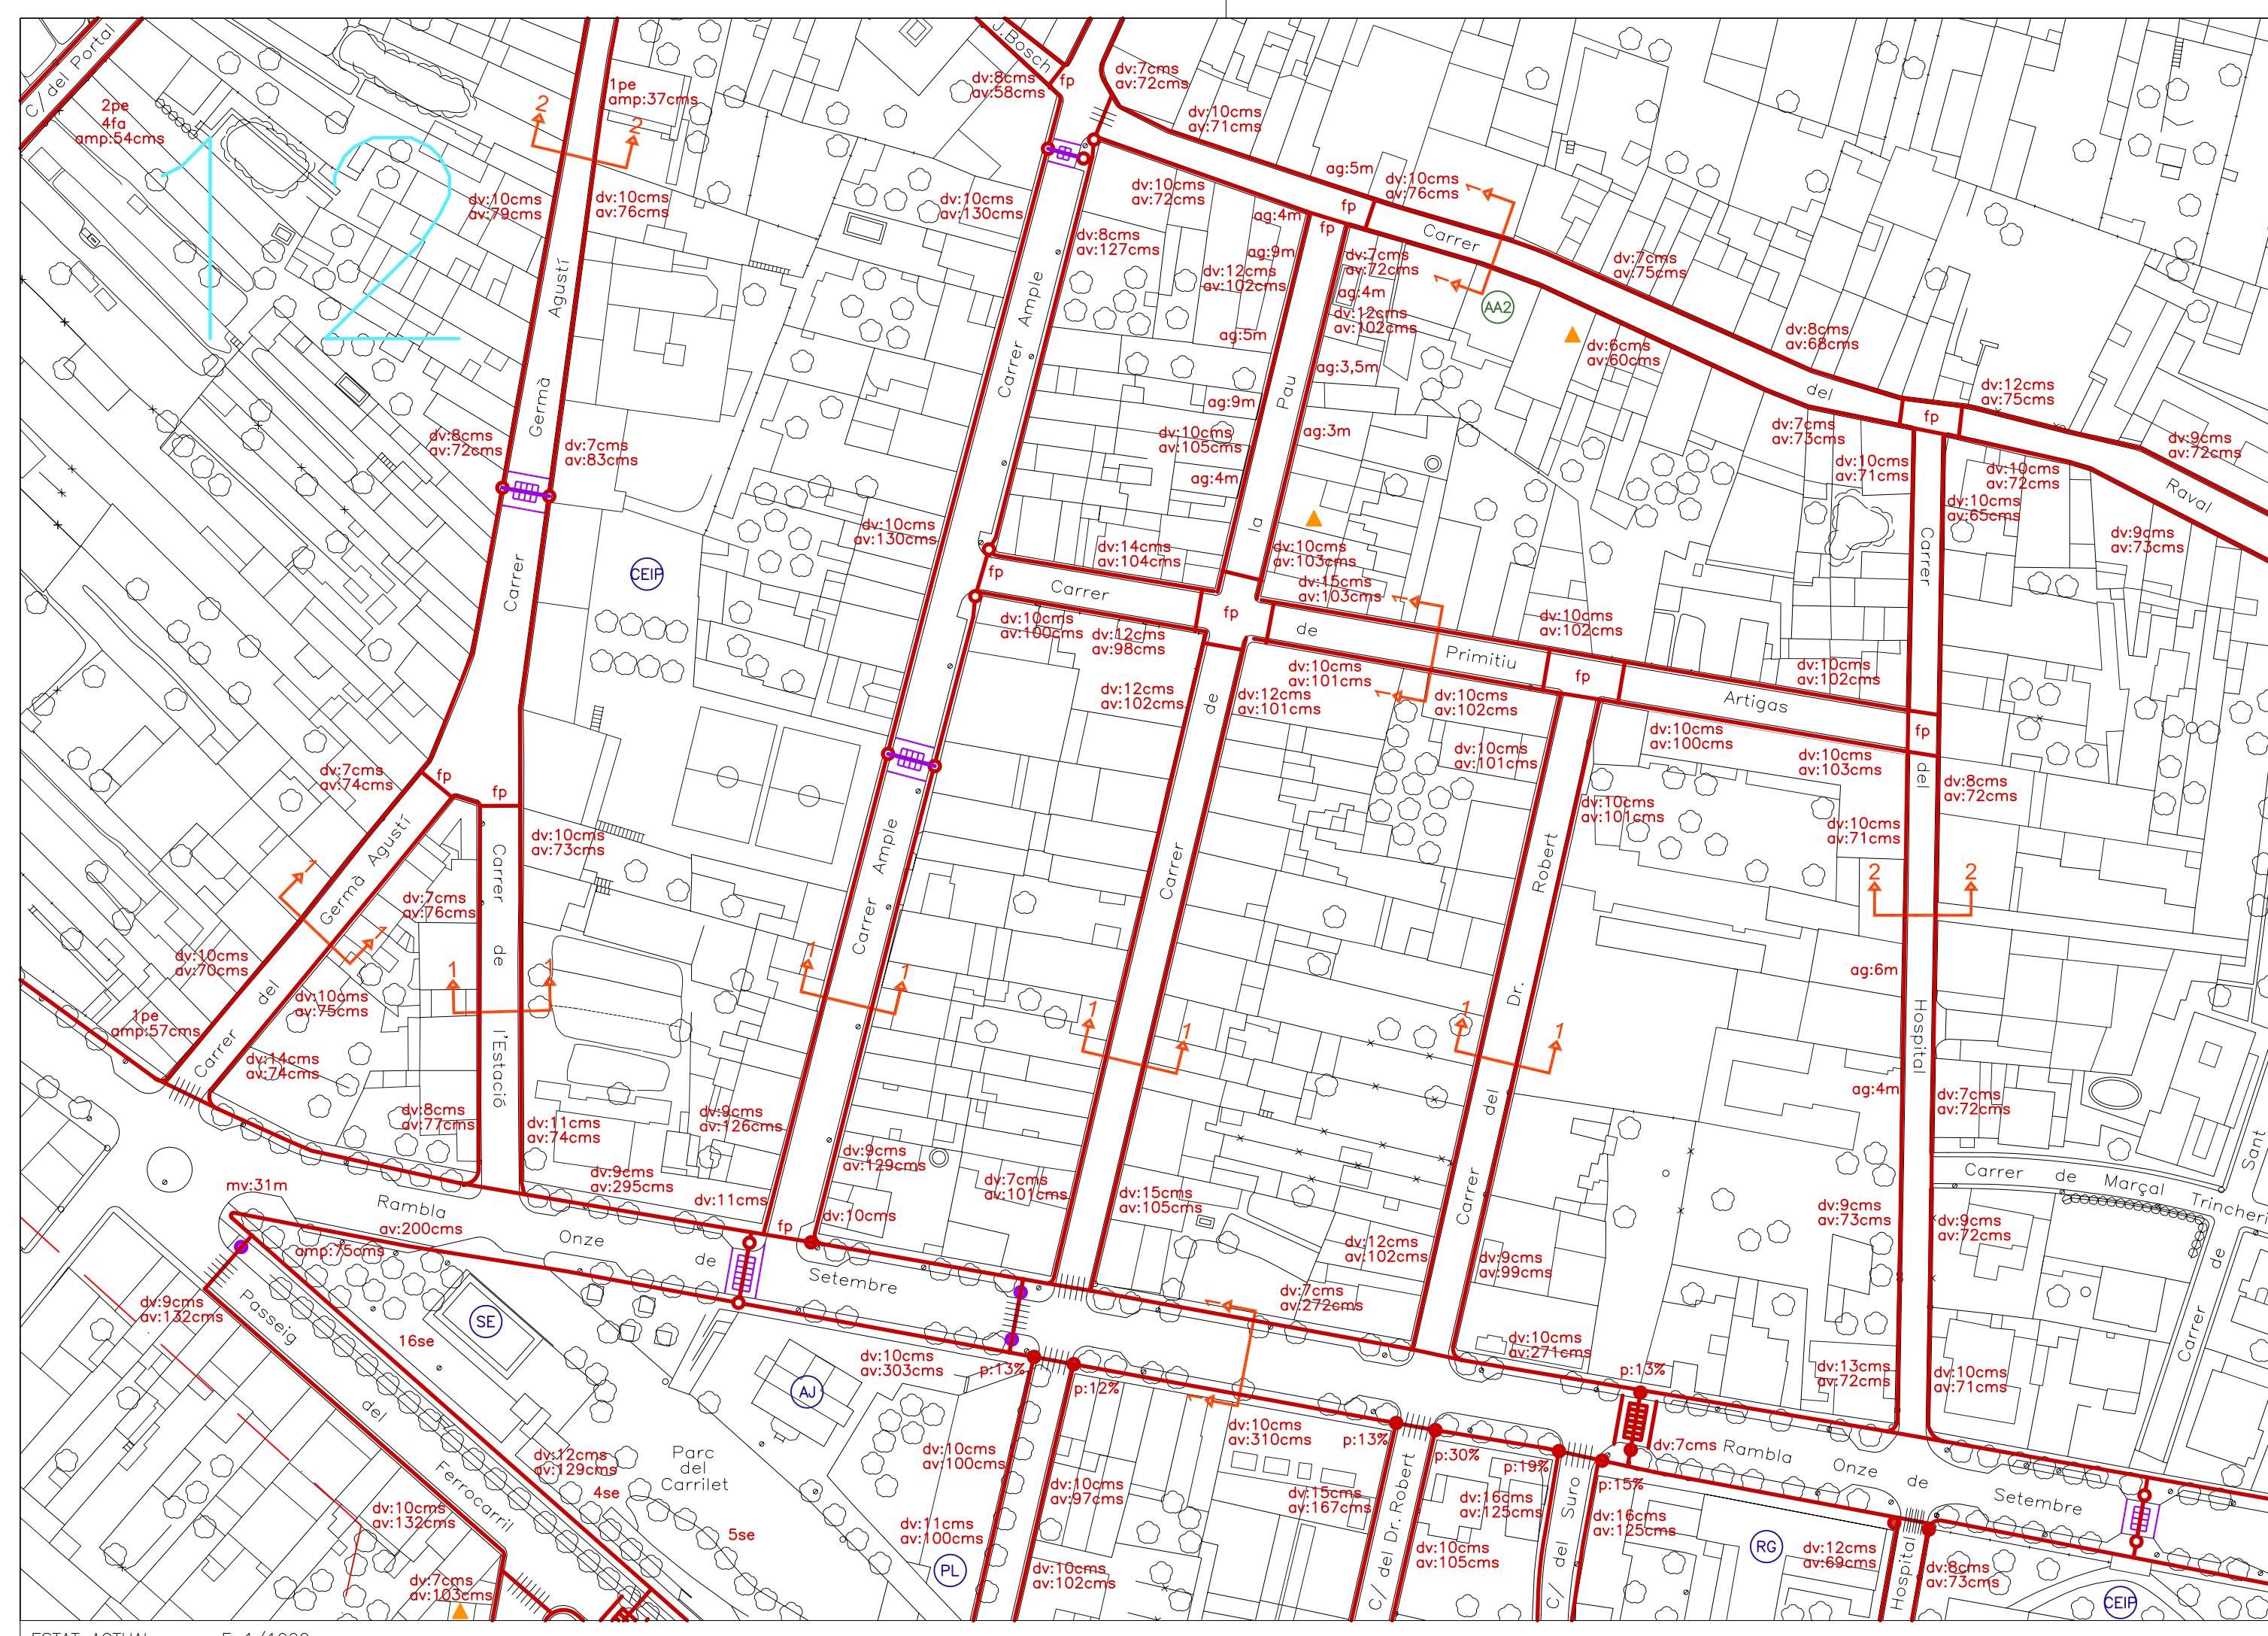 C/ del Portal
2pe
4fa
amp:54cms
12
1pe
amp:37cms
2
2
J.Bosch
dv:8cms
av:58cms
fp
dv:7cms
av:72cms
dv:10cms
av:71cms
ag:5m
dv:10cms
av:76cms
1
1
dv:10cms
av:79cms
dv:10cms
av:76cms
dv:10cms
av:130cms
dv:10cms
av:72cms
dv:8cms
av:127cms
ag:4m
fp
fp
Carrer
ag:9m
dv:12cms
av:102cms
dv:7cms
av:72cms
ag:4m
dv:12cms
av:102cms
AA2
dv:7cms
av:75cms
dv:8cms
av:68cms
dv:6cms
av:60cms
ag:5m
ag:3,5m
ag:9m
ag:3m
del
dv:12cms
av:75cms
fp
dv:7cms
av:73cms
dv:9cms
av:72cms
Raval
Carrer Germà Agustí
Carrer Ample
dv:8cms
av:72cms
dv:7cms
av:83cms
dv:10cms
av:105cms
ag:4m
Pau
la
dv:10cms
av:71cms
dv:10cms
av:72cms
dv:10cms
av:65cms
dv:9cms
av:73cms
CEIP
dv:10cms
av:130cms
dv:14cms
av:104cms
dv:10cms
av:103cms
dv:15cms
av:103cms
fp
Carrer
fp
de
Primitiu
fp
Artigas
fp
1
1
dv:10cms
av:102cms
dv:10cms
av:100cms
dv:12cms
av:98cms
dv:10cms
av:101cms
dv:10cms
av:102cms
dv:10cms
av:102cms
dv:12cms
av:102cms
dv:12cms
av:101cms
dv:10cms
av:100cms
dv:10cms
av:103cms
dv:10cms
av:101cms
dv:10cms
av:101cms
dv:8cms
av:72cms
dv:10cms
av:71cms
dv:7cms
av:74cms
fp
fp
dv:10cms
av:73cms
dv:7cms
av:76cms
Carrer del Germà Agustí
Carrer de l'Estació
Carrer Ample
Carrer de
Carrer del Dr. Robert
Carrer del Hospital
1
1
1
1
1
1
1
1
1
1
2
2
dv:10cms
av:70cms
dv:10cms
av:75cms
1pe
amp:57cms
dv:14cms
av:74cms
dv:8cms
av:77cms
dv:11cms
av:74cms
dv:9cms
av:126cms
dv:9cms
av:129cms
dv:7cms
av:101cms
dv:15cms
av:105cms
ag:6m
ag:4m
dv:7cms
av:72cms
Carrer de Marçal Trincheri
Sant
mv:31m
dv:9cms
av:295cms
dv:11cms
fp
dv:10cms
Rambla Onze de Setembre
av:200cms
amp:75cms
dv:12cms
av:102cms
dv:9cms
av:99cms
dv:9cms
av:73cms
dv:9cms
av:72cms
dv:7cms
av:272cms
1
1
dv:10cms
av:271cms
dv:9cms
av:132cms
Passeig del Ferrocarril
SE
16se
AJ
dv:10cms
av:303cms
p:13%
p:12%
p:13%
dv:13cms
av:72cms
dv:10cms
av:71cms
Carrer de
dv:10cms
av:310cms
p:13%
p:30%
p:19%
p:15%
dv:7cms
Rambla Onze de Setembre
Parc
del
Carrilet
dv:12cms
av:129cms
4se
5se
dv:10cms
av:100cms
dv:10cms
av:97cms
dv:15cms
av:167cms
C/ del Dr.Robert
dv:16cms
av:125cms
C/ del Suro
dv:16cms
av:125cms
dv:10cms
av:132cms
dv:11cms
av:100cms
PL
dv:10cms
av:102cms
dv:10cms
av:105cms
RG
dv:12cms
av:69cms
Hospital
dv:8cms
av:73cms
CEIP
dv:7cms
av:103cms